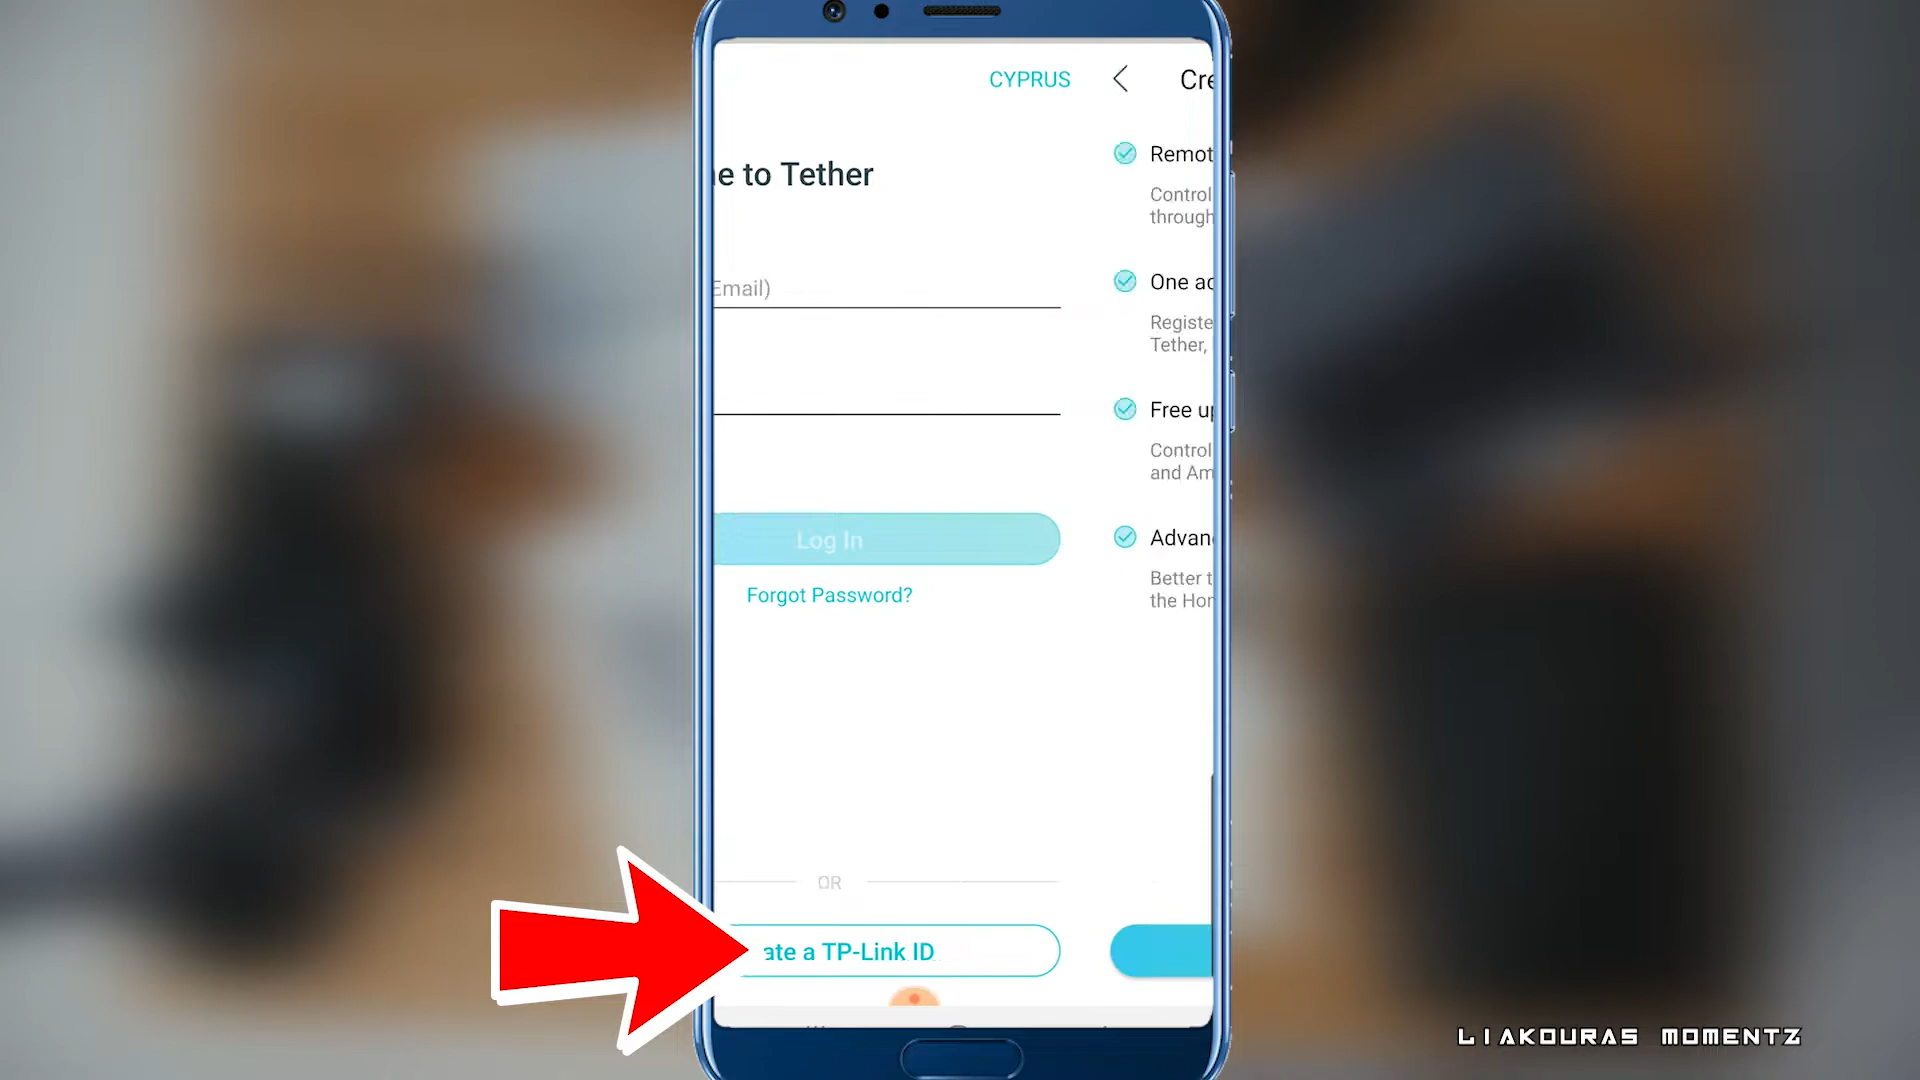 CYPRUS
Cre
e to Tether
Email)
Log In
Forgot Password?
OR
ate a TP-Link ID
Remot
Control
through
One ac
Registe
Tether,
Free up
Control
and Am
Advan
Better t
the Hor
LIAKOURAS MOMENTZ